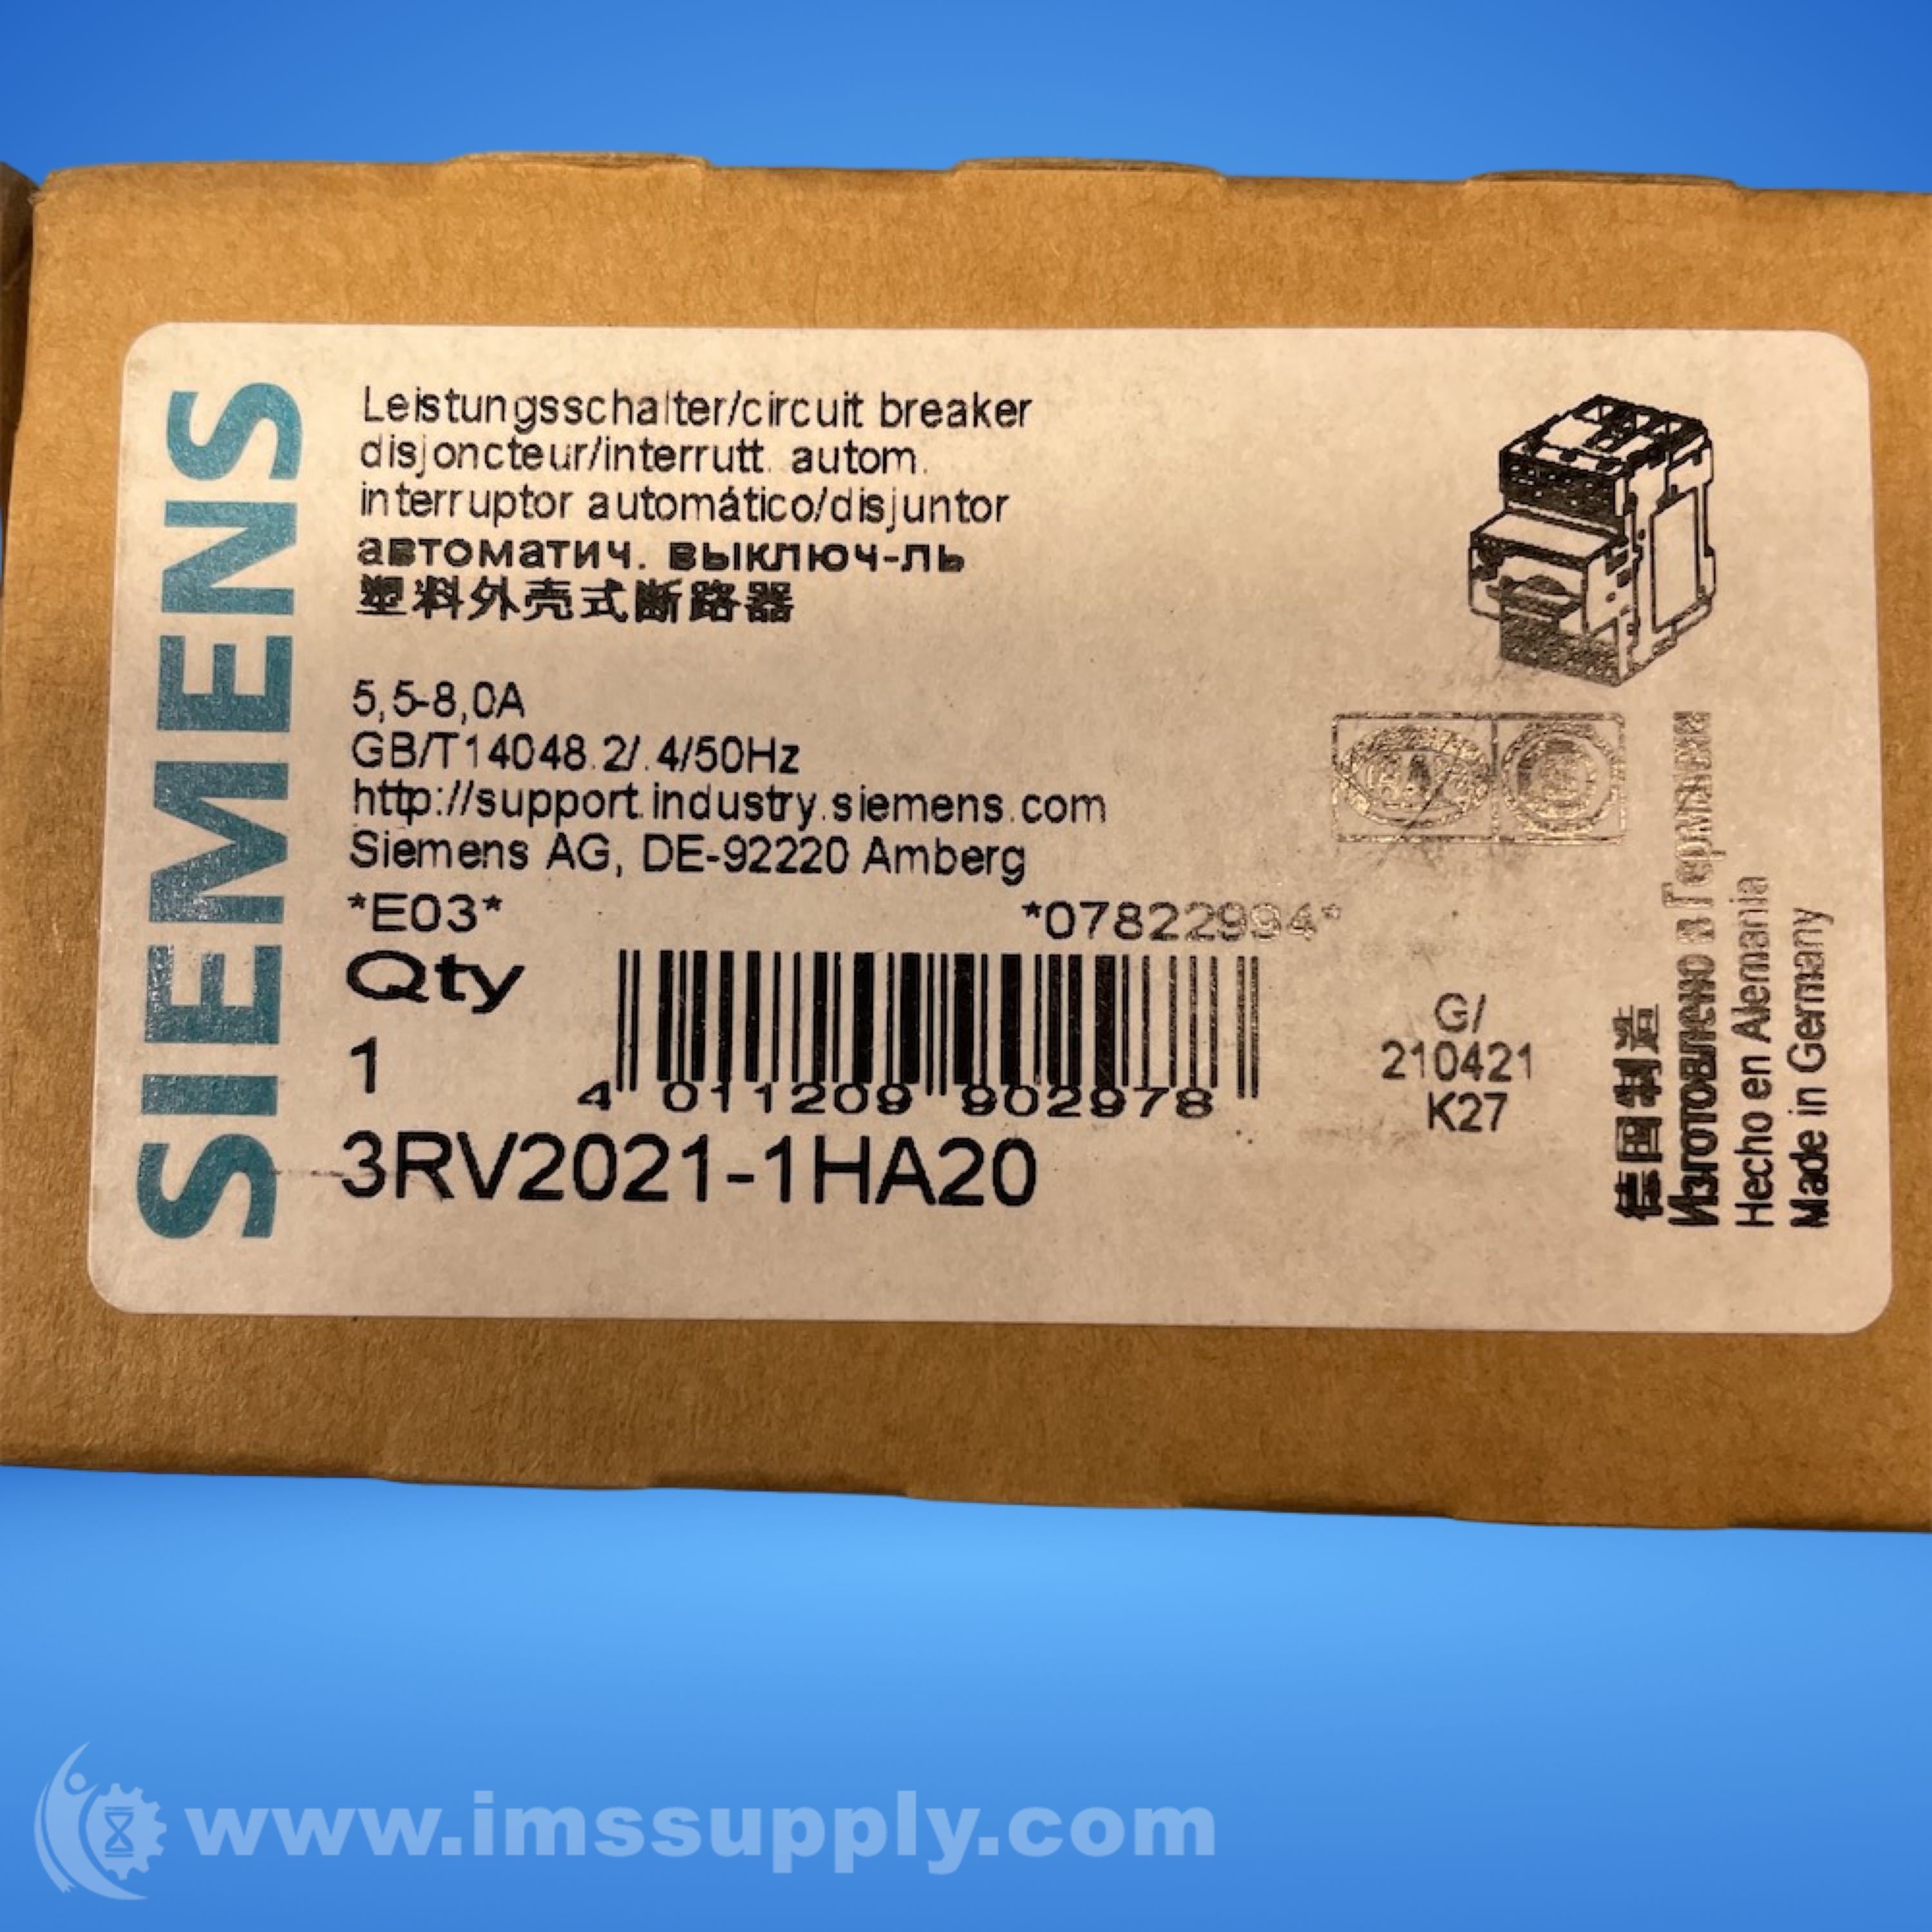 SIEMENS
Leistungsschalter/circuit breaker
disjoncteur/interrutt. autom.
interruptor automático/disjuntor
автоматич. выключ-ль
塑料外壳式断路器
5,5-8,0A
GB/T14048.2/.4/50Hz
http://support.industry.siemens.com
Siemens AG, DE-92220 Amberg
*E03* *07822994*
Qty
1
4 011209 902978
3RV2021-1HA20
G/
210421
K27
德国制造
Изготовлено в Германии
Hecho en Alemania
Made in Germany
www.imssupply.com